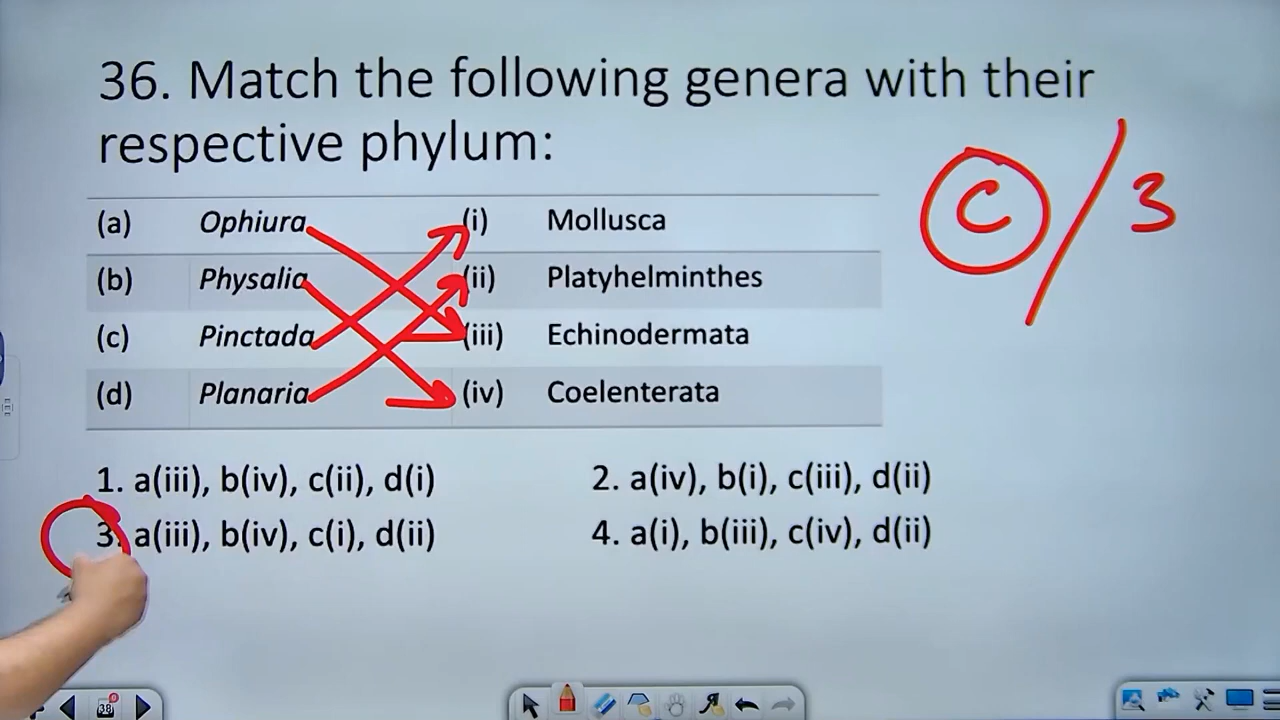 36. Match the following genera with their
respective phylum:
C / 3
(a) Ophiura (i) Mollusca
(b) Physalia (ii) Platyhelminthes
(c) Pinctada (iii) Echinodermata
(d) Planaria (iv) Coelenterata
1. a(iii), b(iv), c(ii), d(i) 2. a(iv), b(i), c(iii), d(ii)
3. a(iii), b(iv), c(i), d(ii) 4. a(i), b(iii), c(iv), d(ii)
38